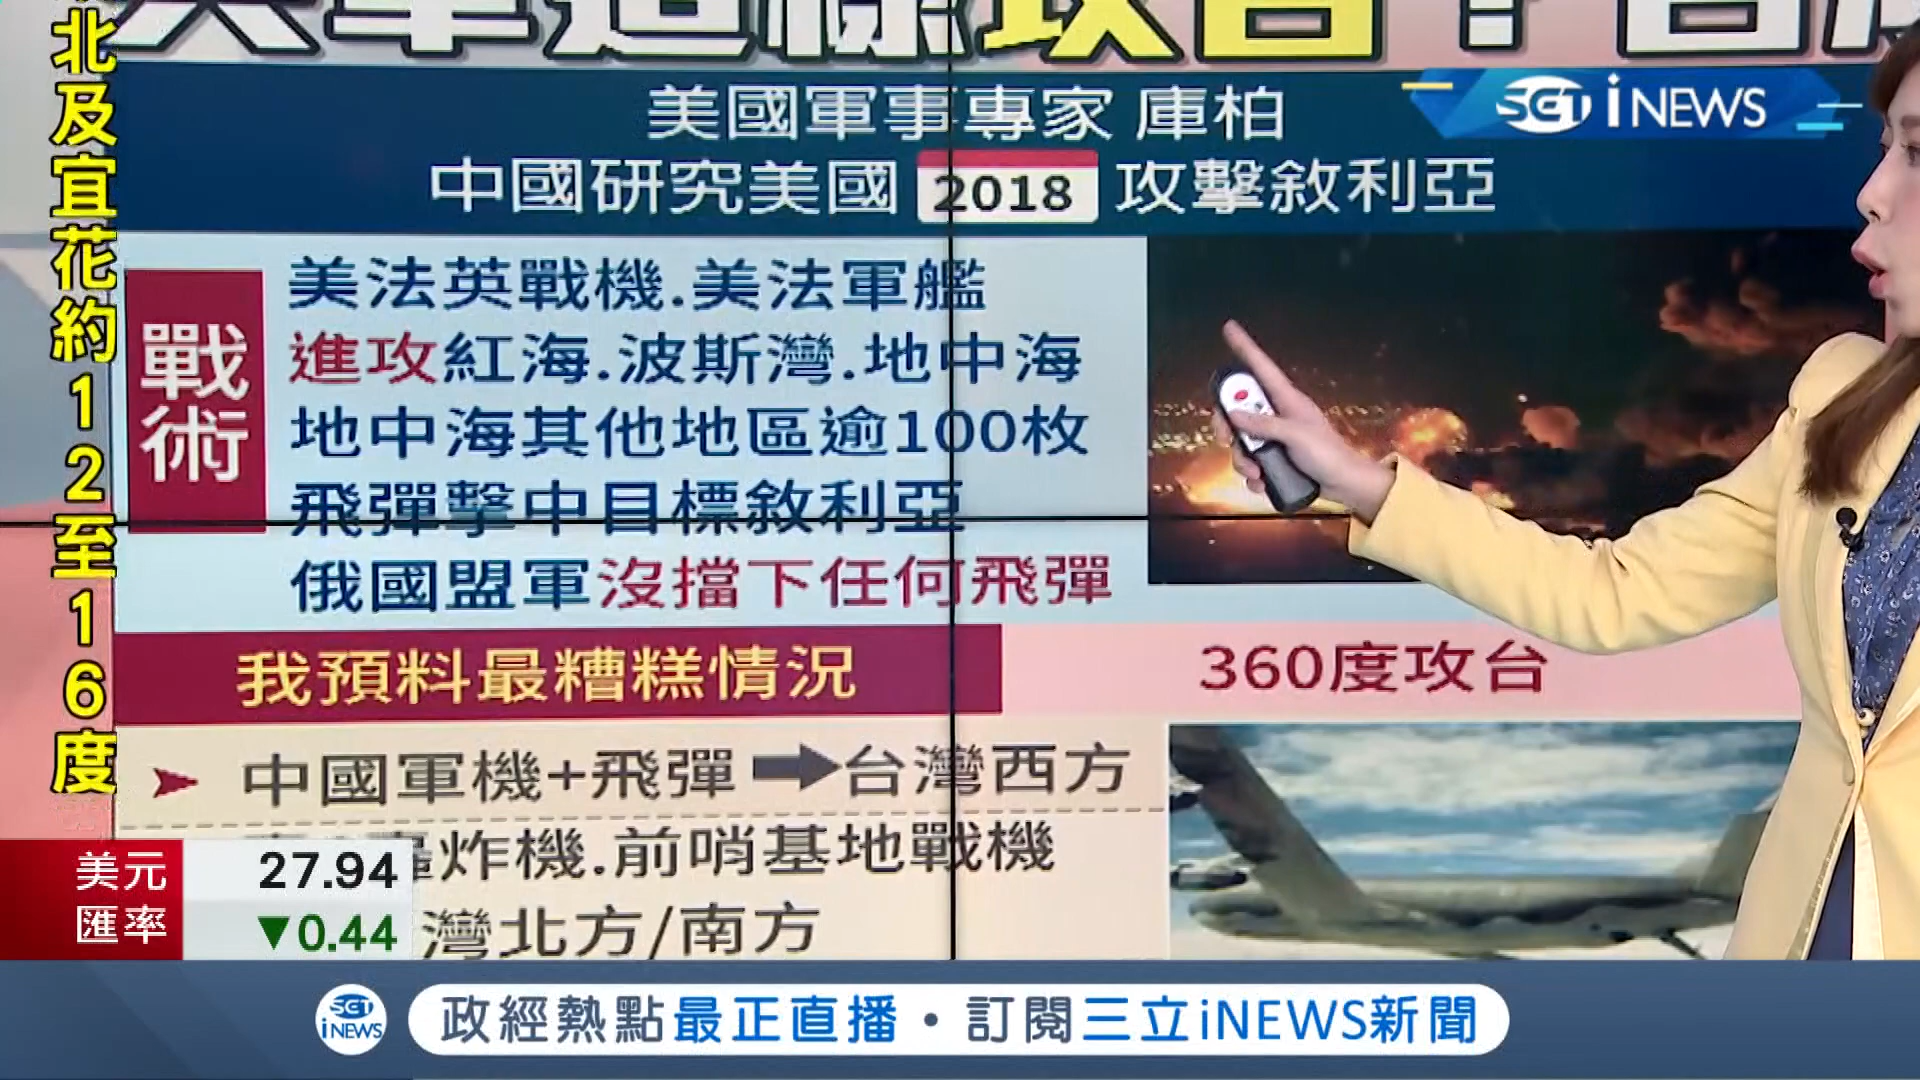 攻台？
美國軍事專家 庫柏
中國研究美國 2018 攻擊敘利亞
SET iNEWS
戰術
美法英戰機.美法軍艦
進攻紅海.波斯灣.地中海
地中海其他地區逾100枚
飛彈擊中目標敘利亞
俄國盟軍沒擋下任何飛彈
我預料最糟糕情況
360度攻台
中國軍機+飛彈➡台灣西方
轟炸機.前哨基地戰機
灣北方/南方
北及宜花約12至16度
美元匯率
27.94
▼0.44
SET iNEWS
政經熱點最正直播・訂閱三立iNEWS新聞